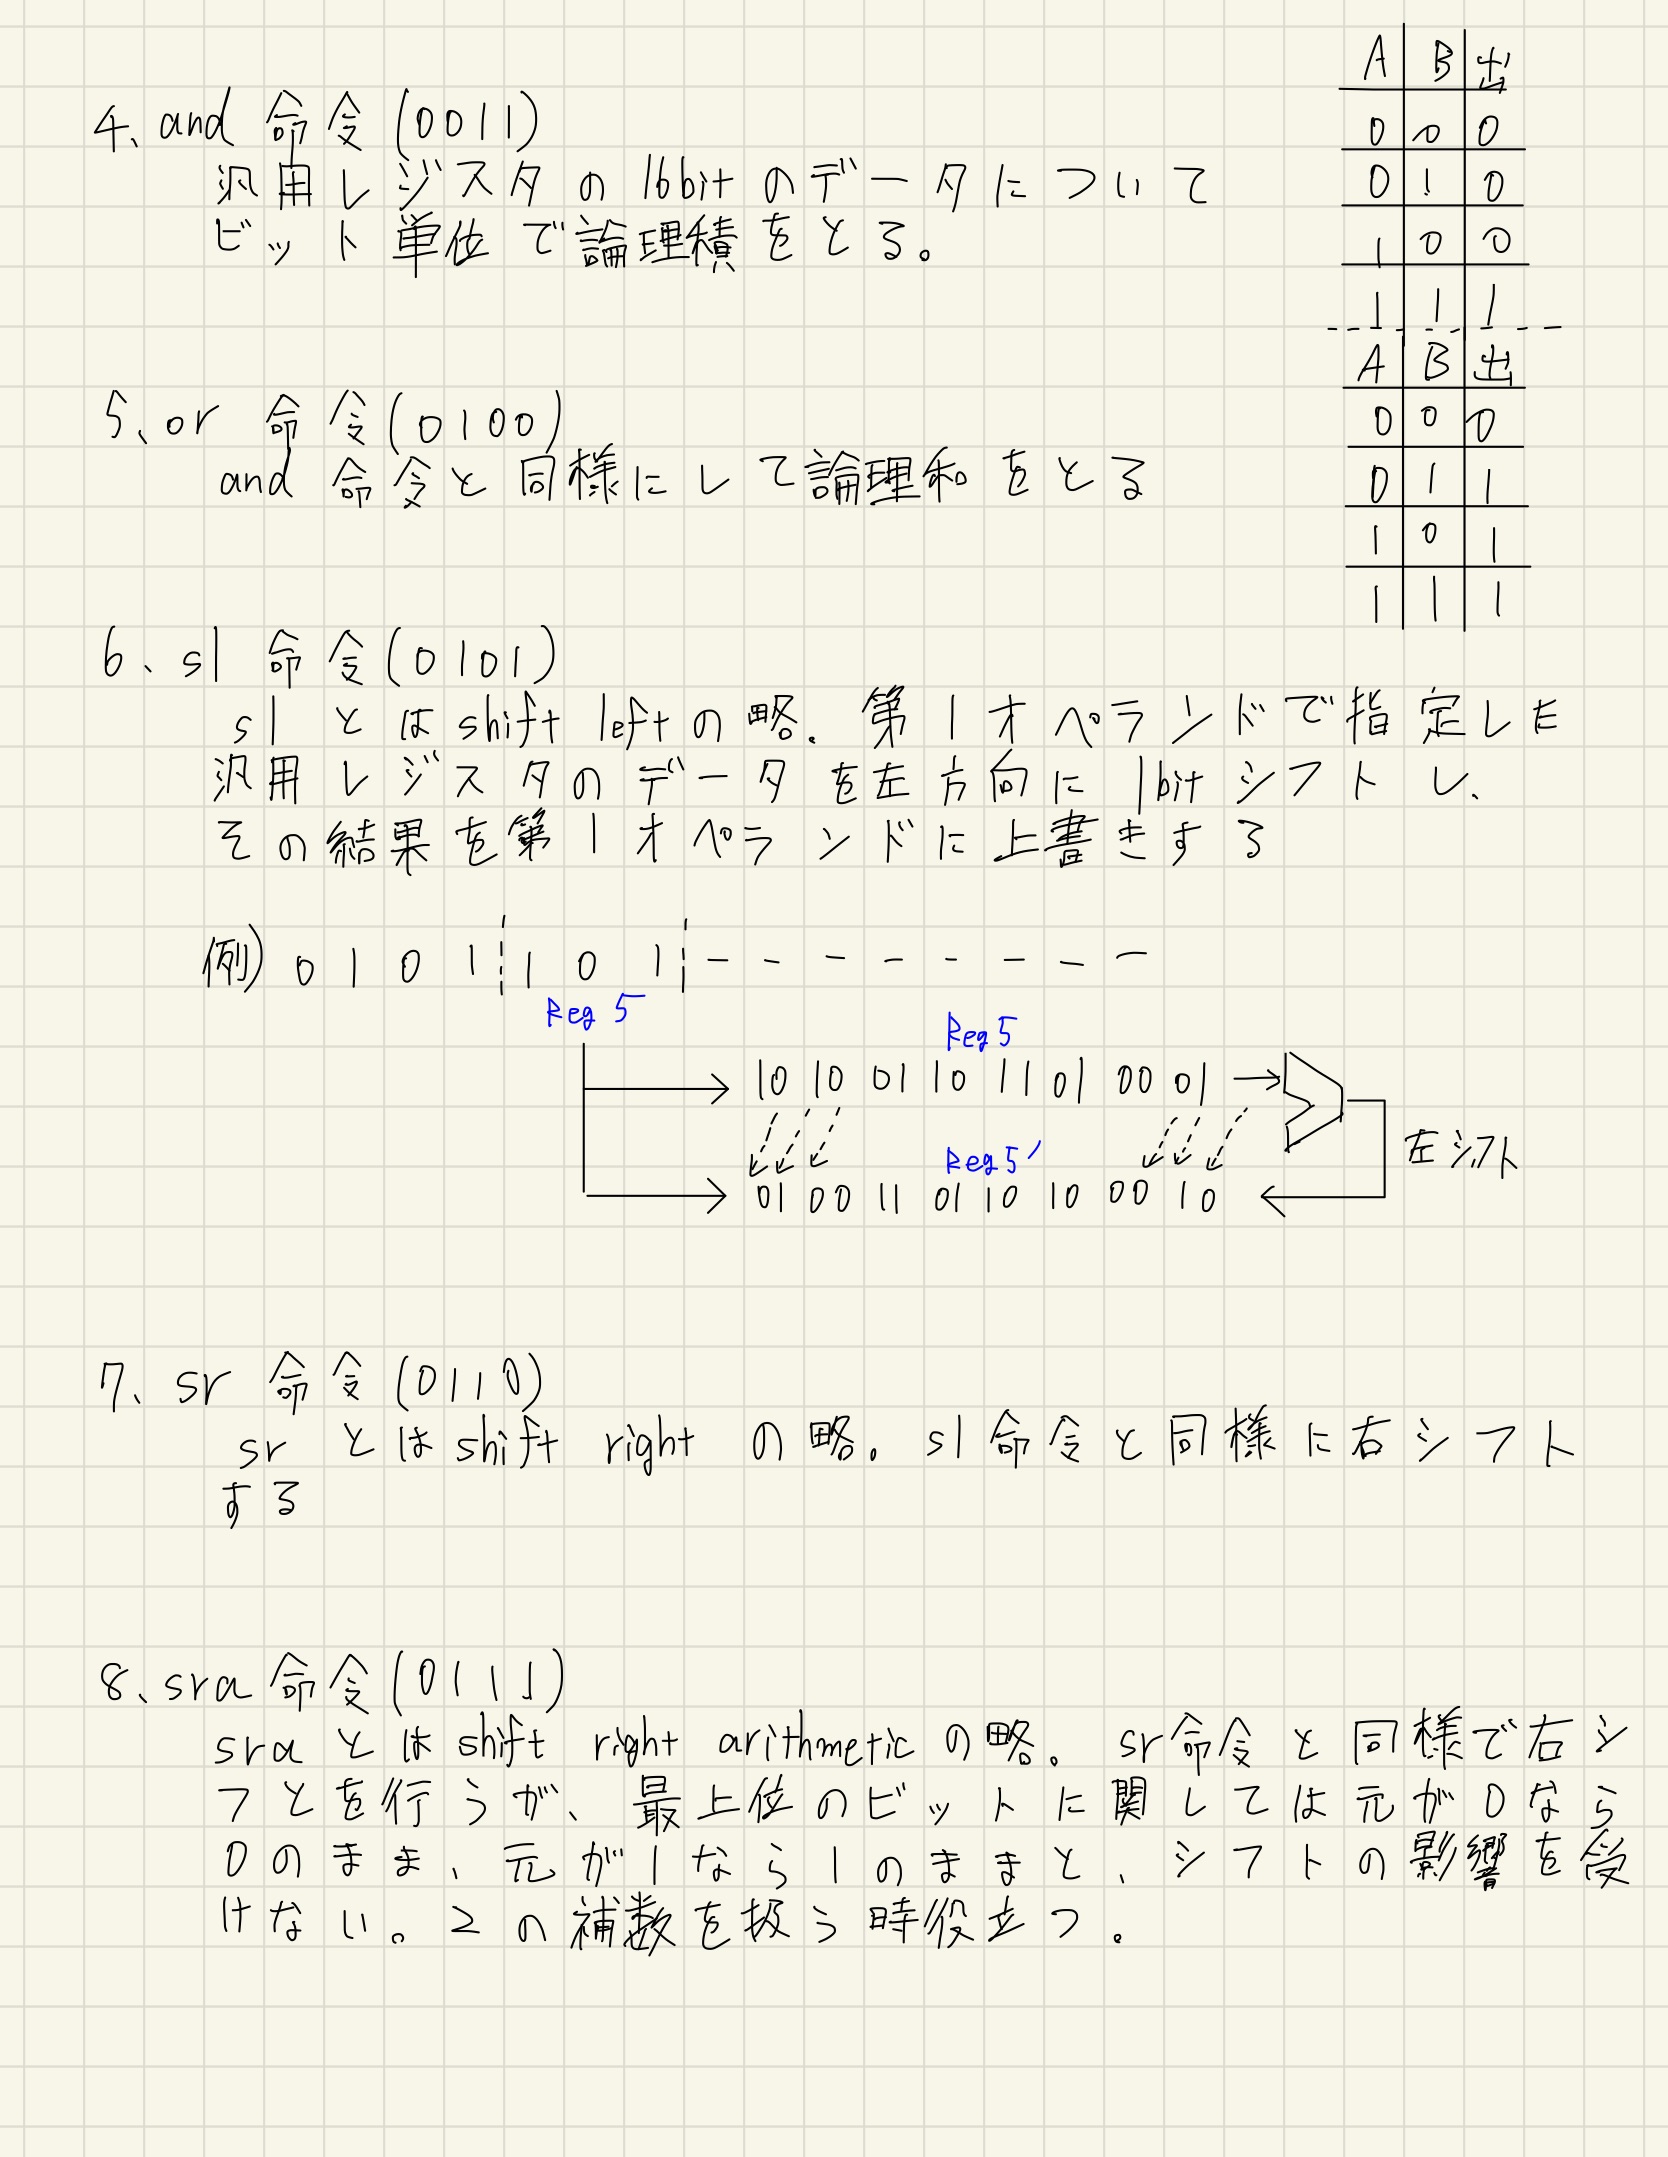 4、and 命令(0011)
汎用レジスタの16bitのデータについて
ビット単位で論理積をとる。
A B 出
0 0 0
0 1 0
1 0 0
1 1 1
5、or 命令(0100)
and 命令と同様にして論理和をとる
A B 出
0 0 0
0 1 1
1 0 1
1 1 1
6、sl 命令(0101)
sl とは shift left の略。第1オペランドで指定した
汎用レジスタのデータを左方向に1bitシフトし、
その結果を第1オペランドに上書きする
例) 0 1 0 1 1 0 1 - - - - - - - -
Reg 5
Reg 5
10 10 01 10 11 01 00 01
左シフト
Reg 5'
01 00 11 01 10 10 00 10
7、sr 命令(0110)
sr とは shift right の略。sl 命令と同様に右シフト
する
8、sra 命令(0111)
sra とは shift right arithmetic の略。sr命令と同様で右シ
フとを行うが、最上位のビットに関しては元が0なら
0のまま、元が1なら1のままと、シフトの影響を受
けない。2の補数を扱う時役立つ。